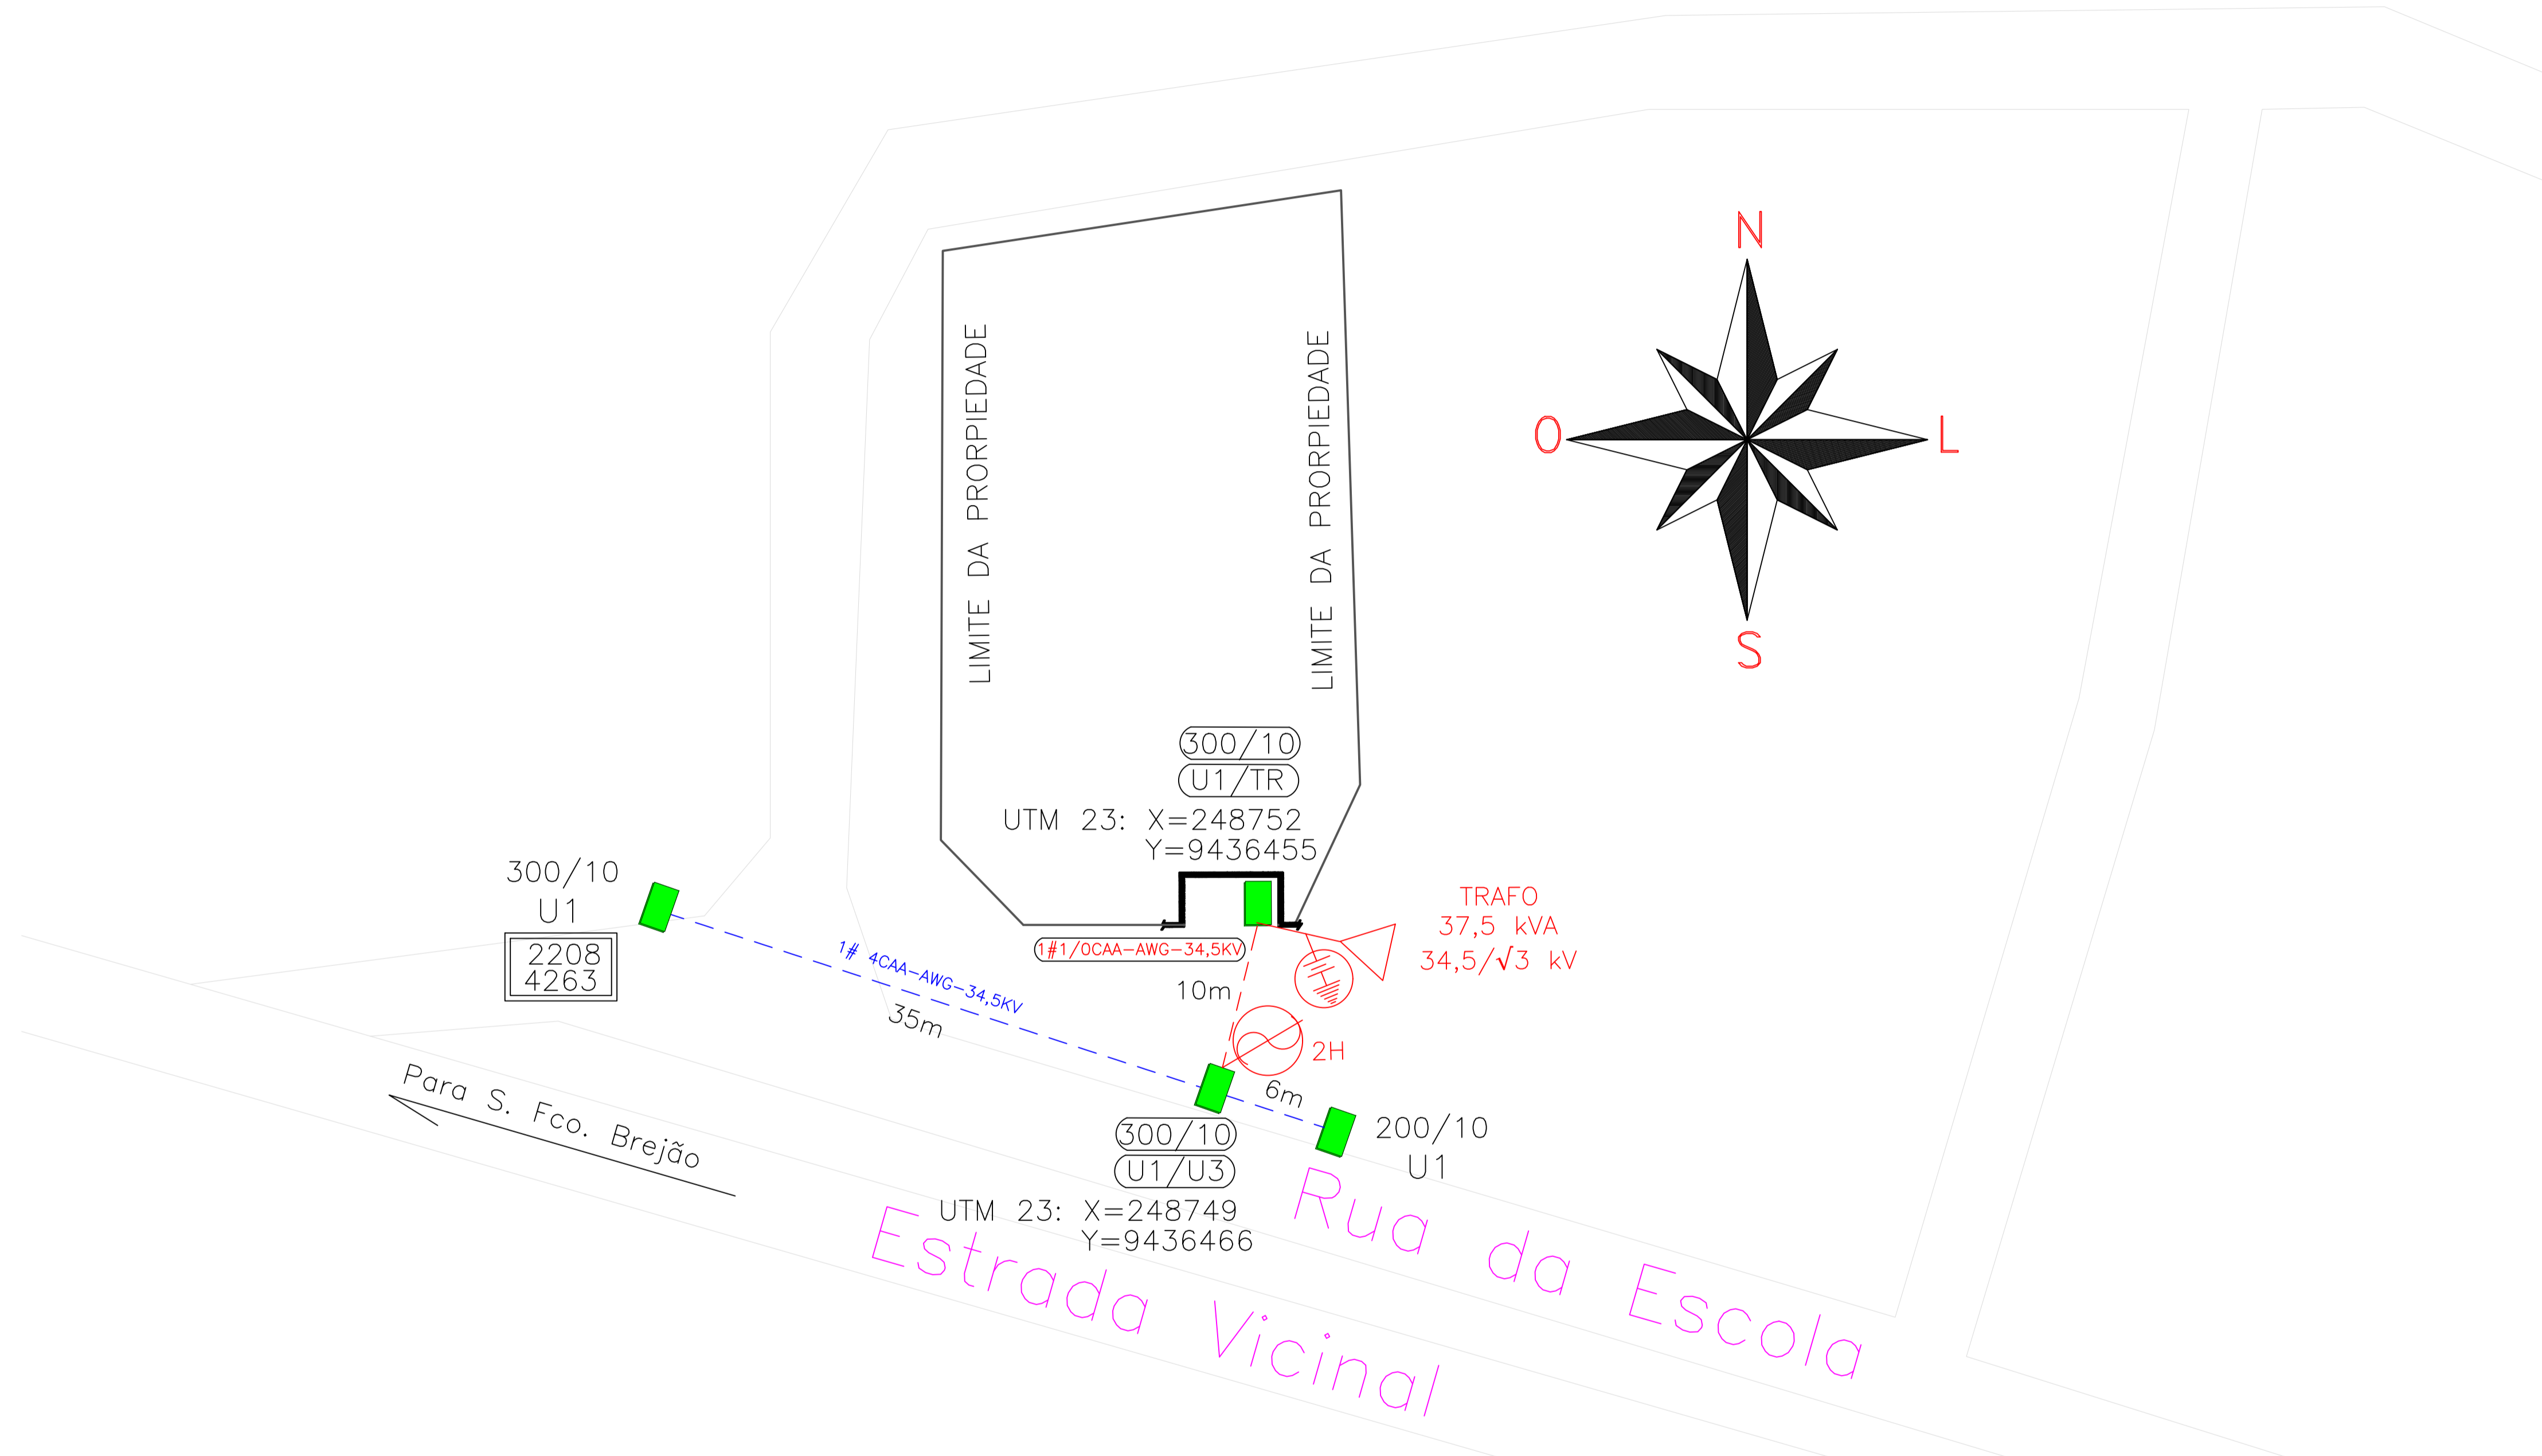 N
O
L
S
LIMITE DA PRORPIEDADE
LIMITE DA PRORPIEDADE
300/10
U1/TR
UTM 23: X=248752
Y=9436455
300/10
U1
2208
4263
1# 4CAA-AWG-34,5KV
35m
1#1/0CAA-AWG-34,5KV
10m
TRAFO
37,5 kVA
34,5/√3 kV
2H
6m
300/10
U1/U3
UTM 23: X=248749
Y=9436466
200/10
U1
Para S. Fco. Brejão
Rua da Escola
Estrada Vicinal